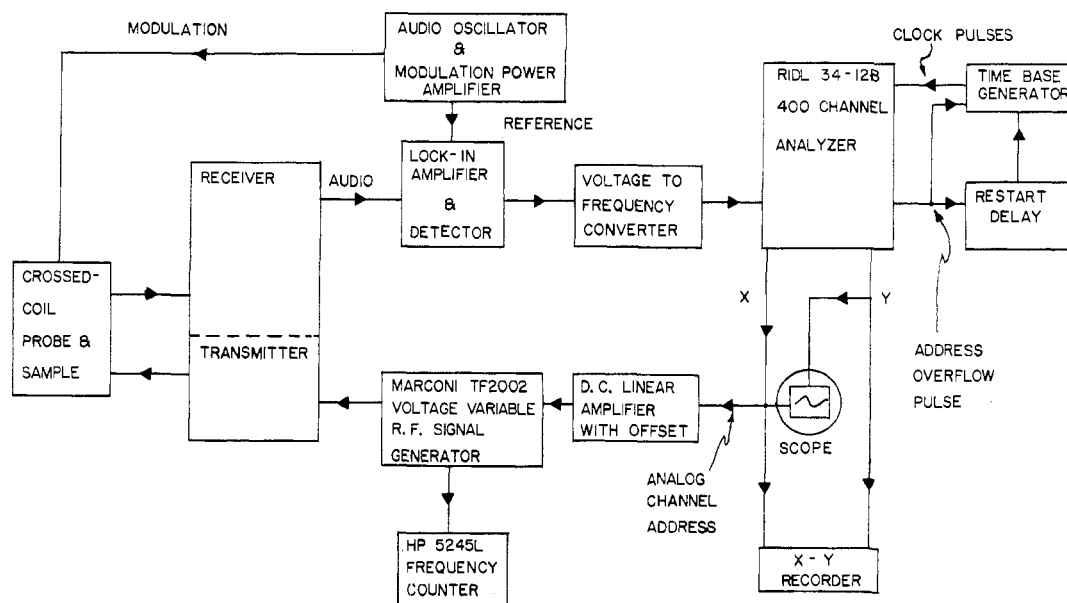 MODULATION
AUDIO OSCILLATOR
&
MODULATION POWER
AMPLIFIER
CLOCK PULSES
RIDL 34-12B
400 CHANNEL
ANALYZER
TIME BASE
GENERATOR
REFERENCE
RECEIVER
AUDIO
LOCK-IN
AMPLIFIER
&
DETECTOR
VOLTAGE TO
FREQUENCY
CONVERTER
RESTART
DELAY
CROSSED-
COIL
PROBE &
SAMPLE
X
Y
TRANSMITTER
MARCONI TF2002
VOLTAGE VARIABLE
R.F. SIGNAL
GENERATOR
D.C. LINEAR
AMPLIFIER
WITH OFFSET
SCOPE
ADDRESS
OVERFLOW
PULSE
ANALOG
CHANNEL
ADDRESS
HP 5245L
FREQUENCY
COUNTER
X-Y
RECORDER